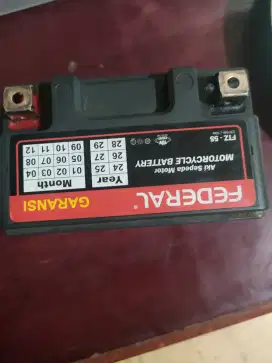 FEDERAL
GARANSI
Aki Sepeda Motor
MOTORCYCLE BATTERY
FTZ - 5S
Year
24 25
26 27
28 29
Month
01 02 03 04
05 06 07 08
09 10 11 12